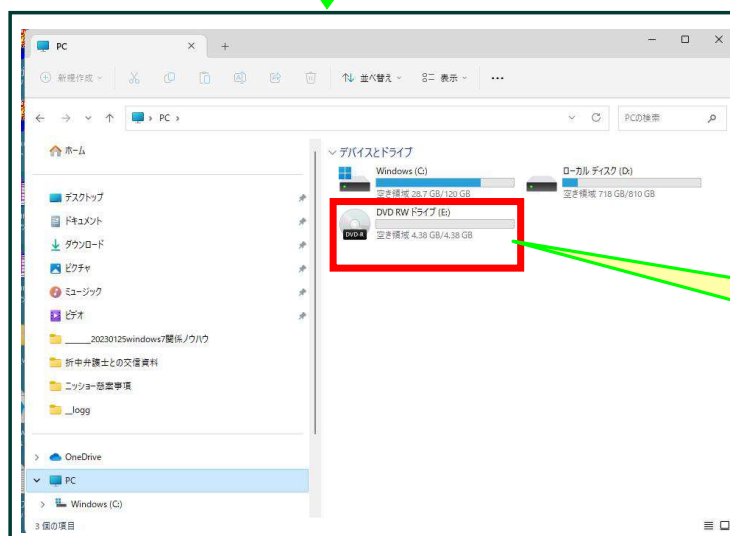 PC
新規作成
並べ替え
表示
PC
PCの検索
ホーム
デスクトップ
ドキュメント
ダウンロード
ピクチャ
ミュージック
ビデオ
______20230125windows7関係ノウハウ
折中弁護士との交信資料
ニッショー懸案事項
__logg
OneDrive
PC
Windows (C:)
3 個の項目
デバイスとドライブ
Windows (C:)
空き領域 28.7 GB/120 GB
ローカル ディスク (D:)
空き領域 718 GB/810 GB
DVD RW ドライブ (E:)
DVD-R
空き領域 4.38 GB/4.38 GB